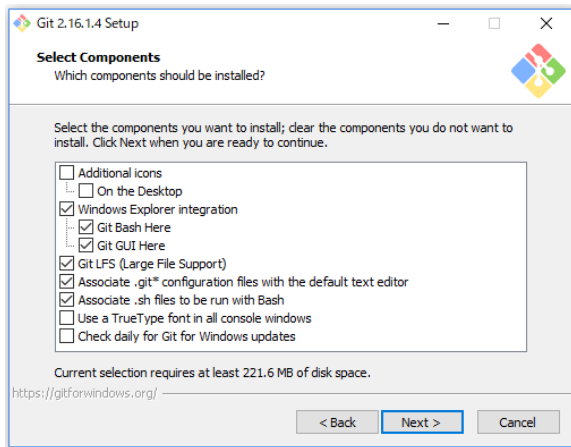 Git 2.16.1.4 Setup
Select Components
Which components should be installed?
Select the components you want to install; clear the components you do not want to
install. Click Next when you are ready to continue.
Additional icons
On the Desktop
Windows Explorer integration
Git Bash Here
Git GUI Here
Git LFS (Large File Support)
Associate .git* configuration files with the default text editor
Associate .sh files to be run with Bash
Use a TrueType font in all console windows
Check daily for Git for Windows updates
Current selection requires at least 221.6 MB of disk space.
https://gitforwindows.org/
< Back Next > Cancel